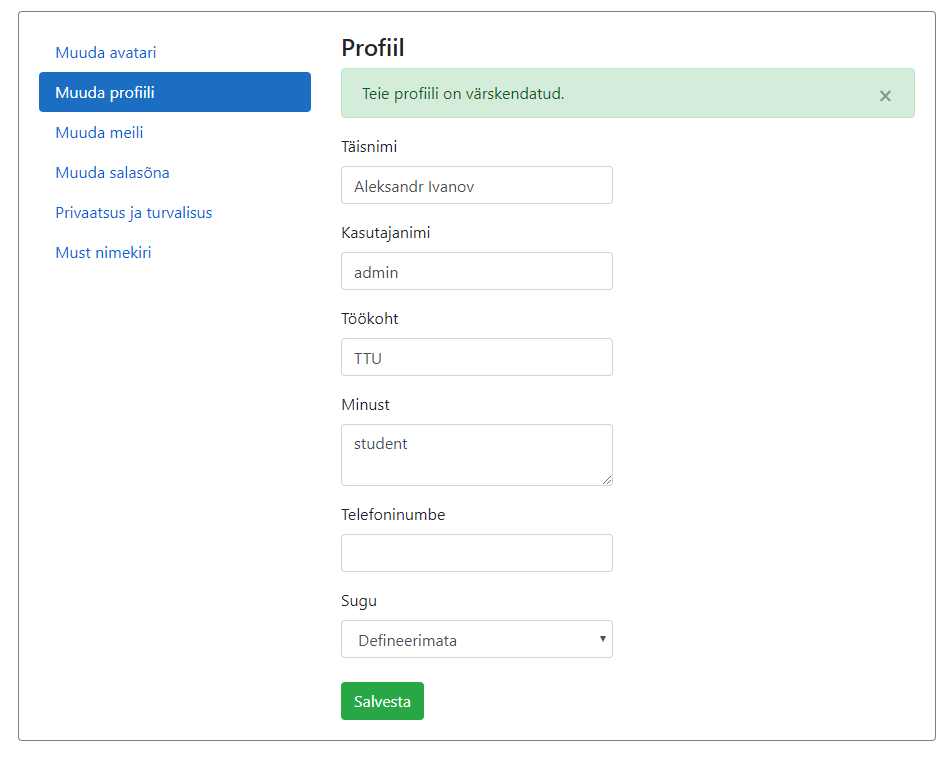 Muuda avatari
Muuda profiili
Muuda meili
Muuda salasõna
Privaatsus ja turvalisus
Must nimekiri
Profiil
Teie profiili on värskendatud. ×
Täisnimi
Aleksandr Ivanov
Kasutajanimi
admin
Töökoht
TTU
Minust
student
Telefoninumbe
Sugu
Defineerimata
Salvesta